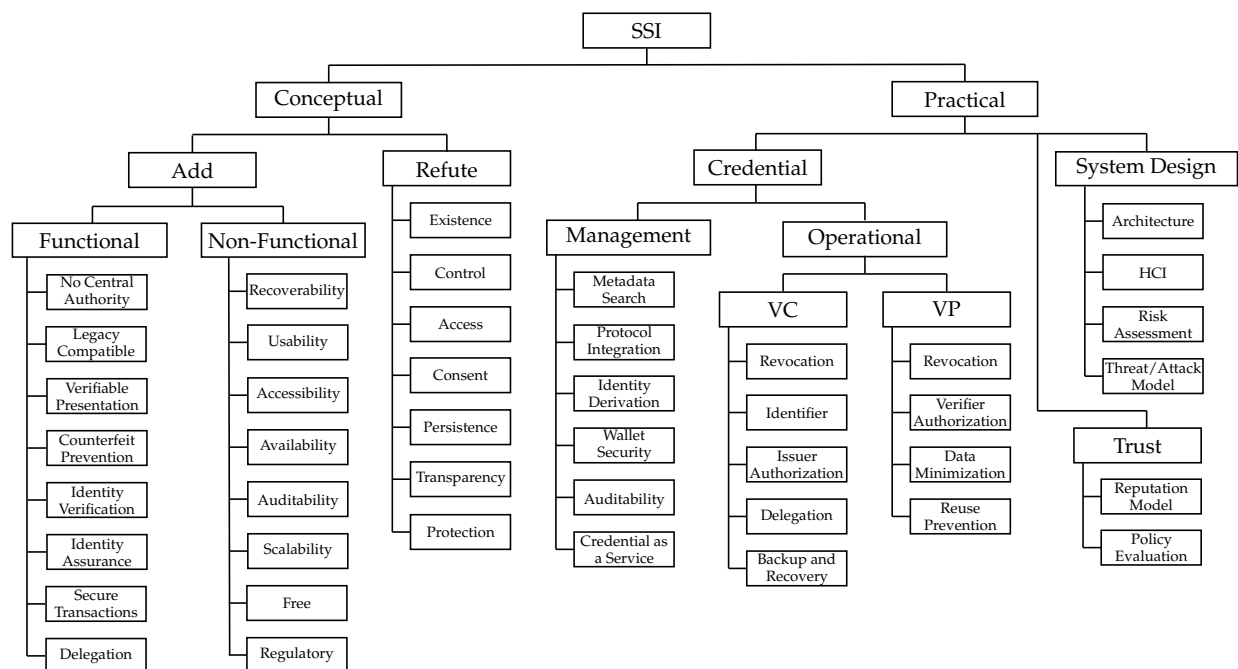 SSI
Conceptual
Practical
Add
Refute
Credential
System Design
Functional
Non-Functional
Management
Operational
No Central
Authority
Legacy
Compatible
Verifiable
Presentation
Counterfeit
Prevention
Identity
Verification
Identity
Assurance
Secure
Transactions
Delegation
Recoverability
Usability
Accessibility
Availability
Auditability
Scalability
Free
Regulatory
Existence
Control
Access
Consent
Persistence
Transparency
Protection
Metadata
Search
Protocol
Integration
Identity
Derivation
Wallet
Security
Auditability
Credential as
a Service
VC
Revocation
Identifier
Issuer
Authorization
Delegation
Backup and
Recovery
VP
Revocation
Verifier
Authorization
Data
Minimization
Reuse
Prevention
Architecture
HCI
Risk
Assessment
Threat/Attack
Model
Trust
Reputation
Model
Policy
Evaluation